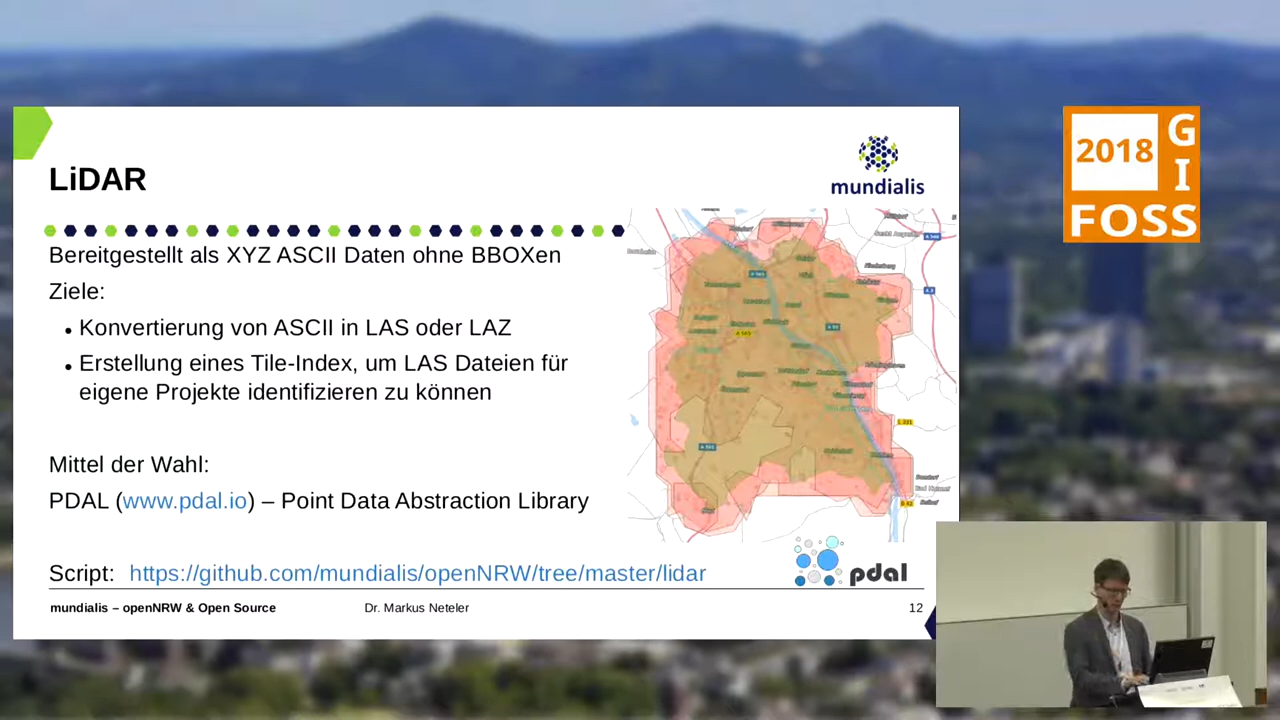 LiDAR
mundialis
Bereitgestellt als XYZ ASCII Daten ohne BBOXen
Ziele:
• Konvertierung von ASCII in LAS oder LAZ
• Erstellung eines Tile-Index, um LAS Dateien für
eigene Projekte identifizieren zu können
Mittel der Wahl:
PDAL (www.pdal.io) – Point Data Abstraction Library
Script: https://github.com/mundialis/openNRW/tree/master/lidar
pdal
mundialis – openNRW & Open Source
Dr. Markus Neteler
12
2018
GI
FOSS